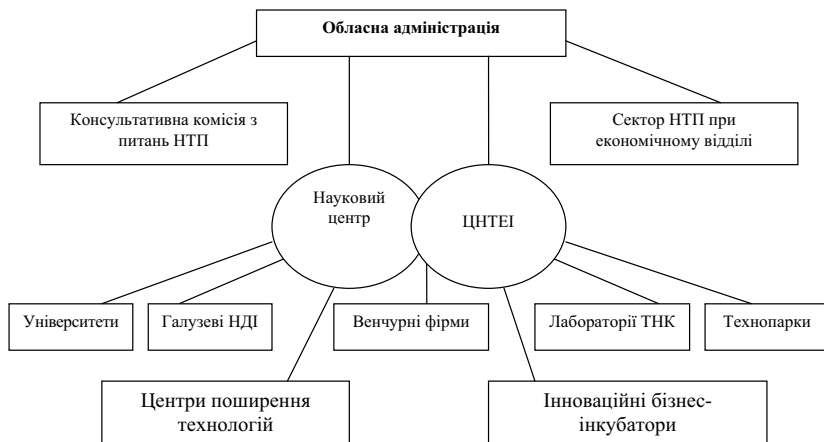 Обласна адміністрація
Консультативна комісія з
питань НТП
Сектор НТП при
економічному відділі
Науковий
центр
ЦНТЕІ
Університети
Галузеві НДІ
Венчурні фірми
Лабораторії ТНК
Технопарки
Центри поширення
технологій
Інноваційні бізнес-
інкубатори